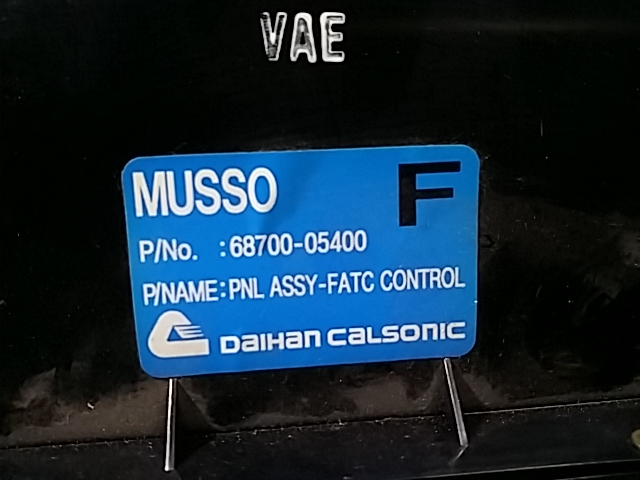 VAE
MUSSO F
P/No. :68700-05400
P/NAME:PNL ASSY-FATC CONTROL
DAIHAN CALSONIC